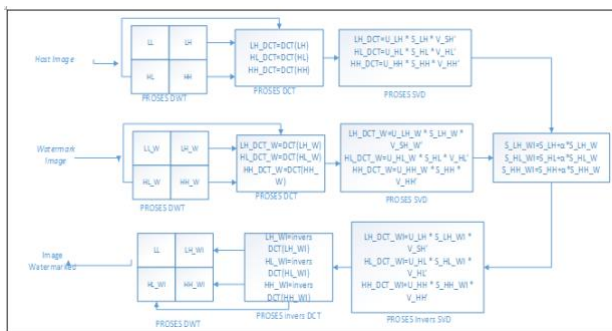 Host Image
LL LH
HL HH
PROSES DWT
LH_DCT=DCT(LH)
HL_DCT=DCT(HL)
HH_DCT=DCT(HH)
PROSES DCT
LH_DCT=U_LH * S_LH * V_SH'
HL_DCT=U_HL * S_HL * V_HL'
HH_DCT=U_HH * S_HH * V_HH'
PROSES SVD
Watermark
Image
LL_W LH_W
HL_W HH_W
PROSES DWT
LH_DCT_W=DCT(LH_W)
HL_DCT_W=DCT(HL_W)
HH_DCT_W=DCT(HH_
W)
PROSES DCT
LH_DCT_W=U_LH_W * S_LH_W *
V_SH_W'
HL_DCT_W=U_HL_W * S_HL * V_HL'
HH_DCT_W=U_HH_W * S_HH *
V_HH'
PROSES SVD
S_LH_WI=S_LH+α*S_LH_W
S_HL_WI=S_HL+α*S_HL_W
S_HH_WI=S_HH+α*S_HH_W
Image
Watermarked
LL LH_WI
HL_WI HH_WI
PROSES DWT
LH_WI=invers
DCT(LH_WI)
HL_WI=invers
DCT(HL_WI)
HH_WI=invers
DCT(HH_WI)
PROSES invers DCT
LH_DCT_WI=U_LH * S_LH_WI *
V_SH'
HL_DCT_WI=U_HL * S_HL_WI *
V_HL'
HH_DCT_WI=U_HH * S_HH_WI *
V_HH'
PROSES Invers SVD